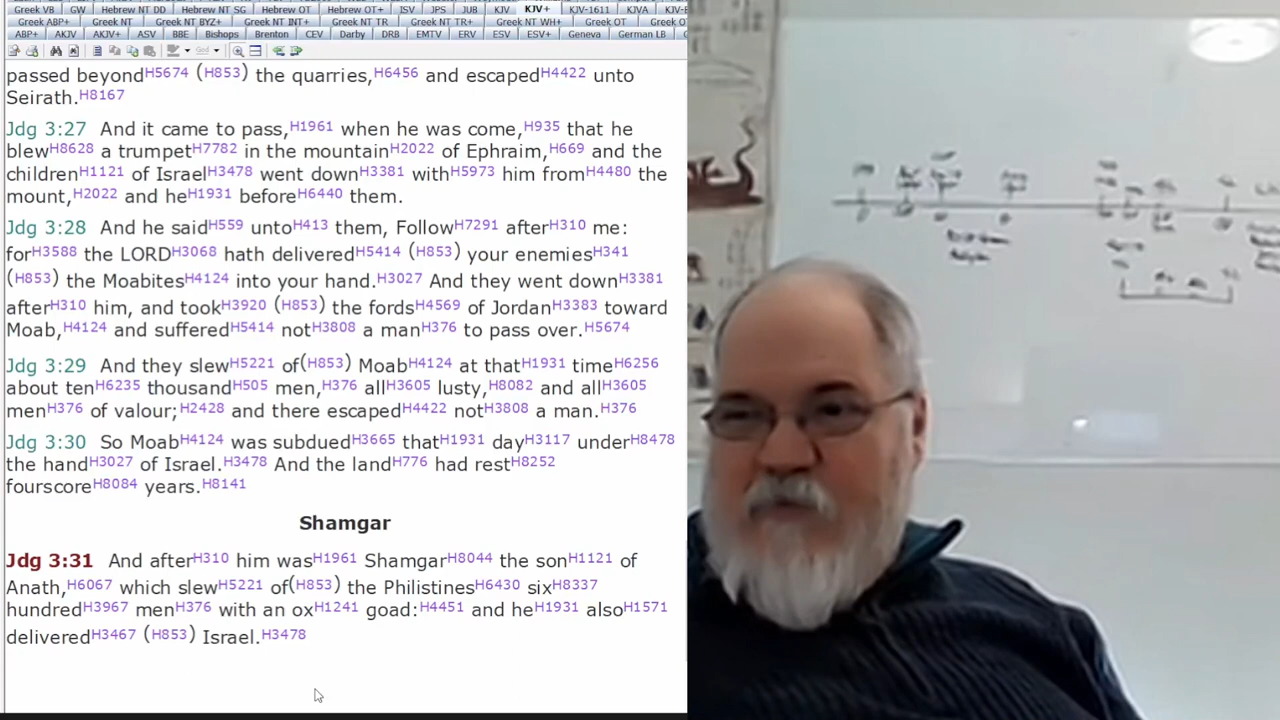 Greek VB GW Hebrew NT DD Hebrew NT SG Hebrew OT Hebrew OT+ ISV JPS JUB KJV KJV+ KJV-1611 KJVA
Greek NT Greek NT BYZ+ Greek NT INT+ Greek NT TR Greek NT TR+ Greek NT WH+ Greek OT
ABP+ AKJV AKJV+ ASV BBE Bishops Brenton CEV Darby DRB EMTV ERV ESV ESV+ Geneva German LB
passed beyondH5674 (H853) the quarries,H6456 and escapedH4422 unto
Seirath.H8167
Jdg 3:27 And it came to pass,H1961 when he was come,H935 that he
blewH8628 a trumpetH7782 in the mountainH2022 of Ephraim,H669 and the
childrenH1121 of IsraelH3478 went downH3381 withH5973 him fromH4480 the
mount,H2022 and heH1931 beforeH6440 them.
Jdg 3:28 And he saidH559 untoH413 them, FollowH7291 afterH310 me:
forH3588 the LORDH3068 hath deliveredH5414 (H853) your enemiesH341
(H853) the MoabitesH4124 into your hand.H3027 And they went downH3381
afterH310 him, and tookH3920 (H853) the fordsH4569 of JordanH3383 toward
Moab,H4124 and sufferedH5414 notH3808 a manH376 to pass over.H5674
Jdg 3:29 And they slewH5221 of(H853) MoabH4124 at thatH1931 timeH6256
about tenH6235 thousandH505 men,H376 allH3605 lusty,H8082 and allH3605
menH376 of valour;H2428 and there escapedH4422 notH3808 a man.H376
Jdg 3:30 So MoabH4124 was subduedH3665 thatH1931 dayH3117 underH8478
the handH3027 of Israel.H3478 And the landH776 had restH8252
fourscoreH8084 years.H8141
Shamgar
Jdg 3:31 And afterH310 him wasH1961 ShamgarH8044 the sonH1121 of
Anath,H6067 which slewH5221 of(H853) the PhilistinesH6430 sixH8337
hundredH3967 menH376 with an oxH1241 goad:H4451 and heH1931 alsoH1571
deliveredH3467 (H853) Israel.H3478